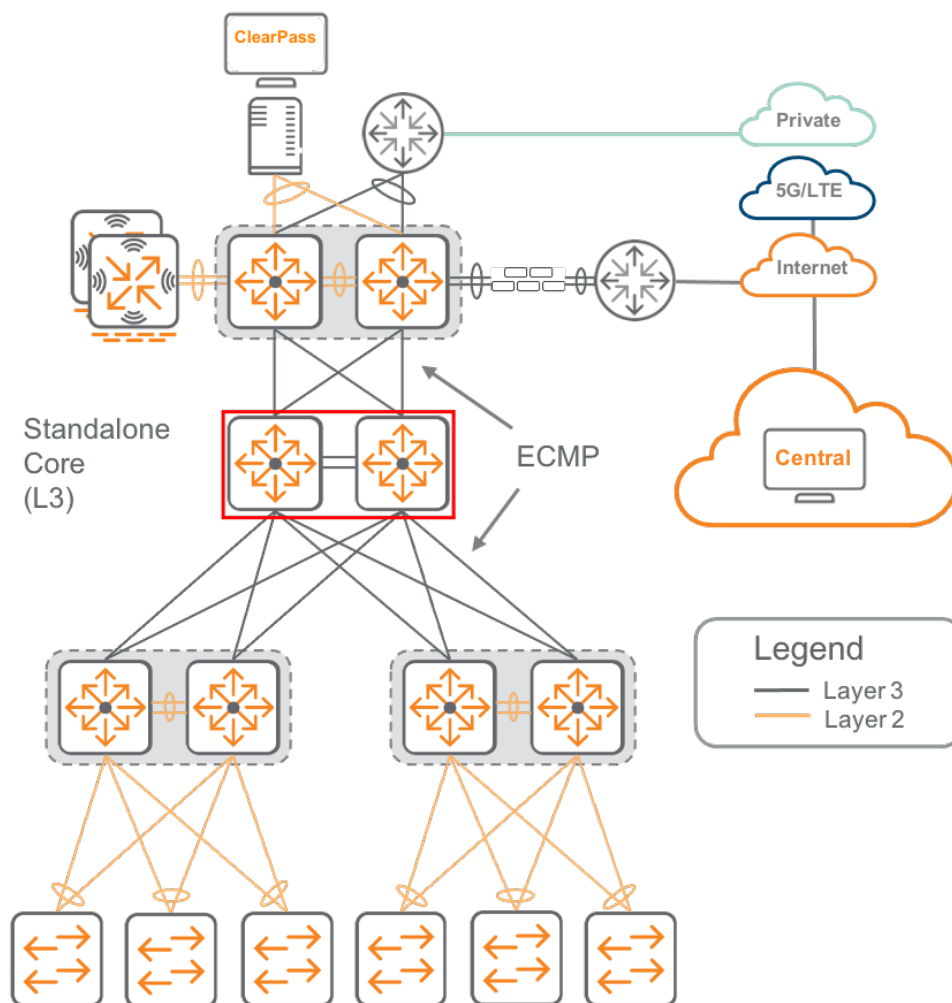 ClearPass
Private
5G/LTE
Internet
Standalone
Core
(L3)
ECMP
Central
Legend
Layer 3
Layer 2